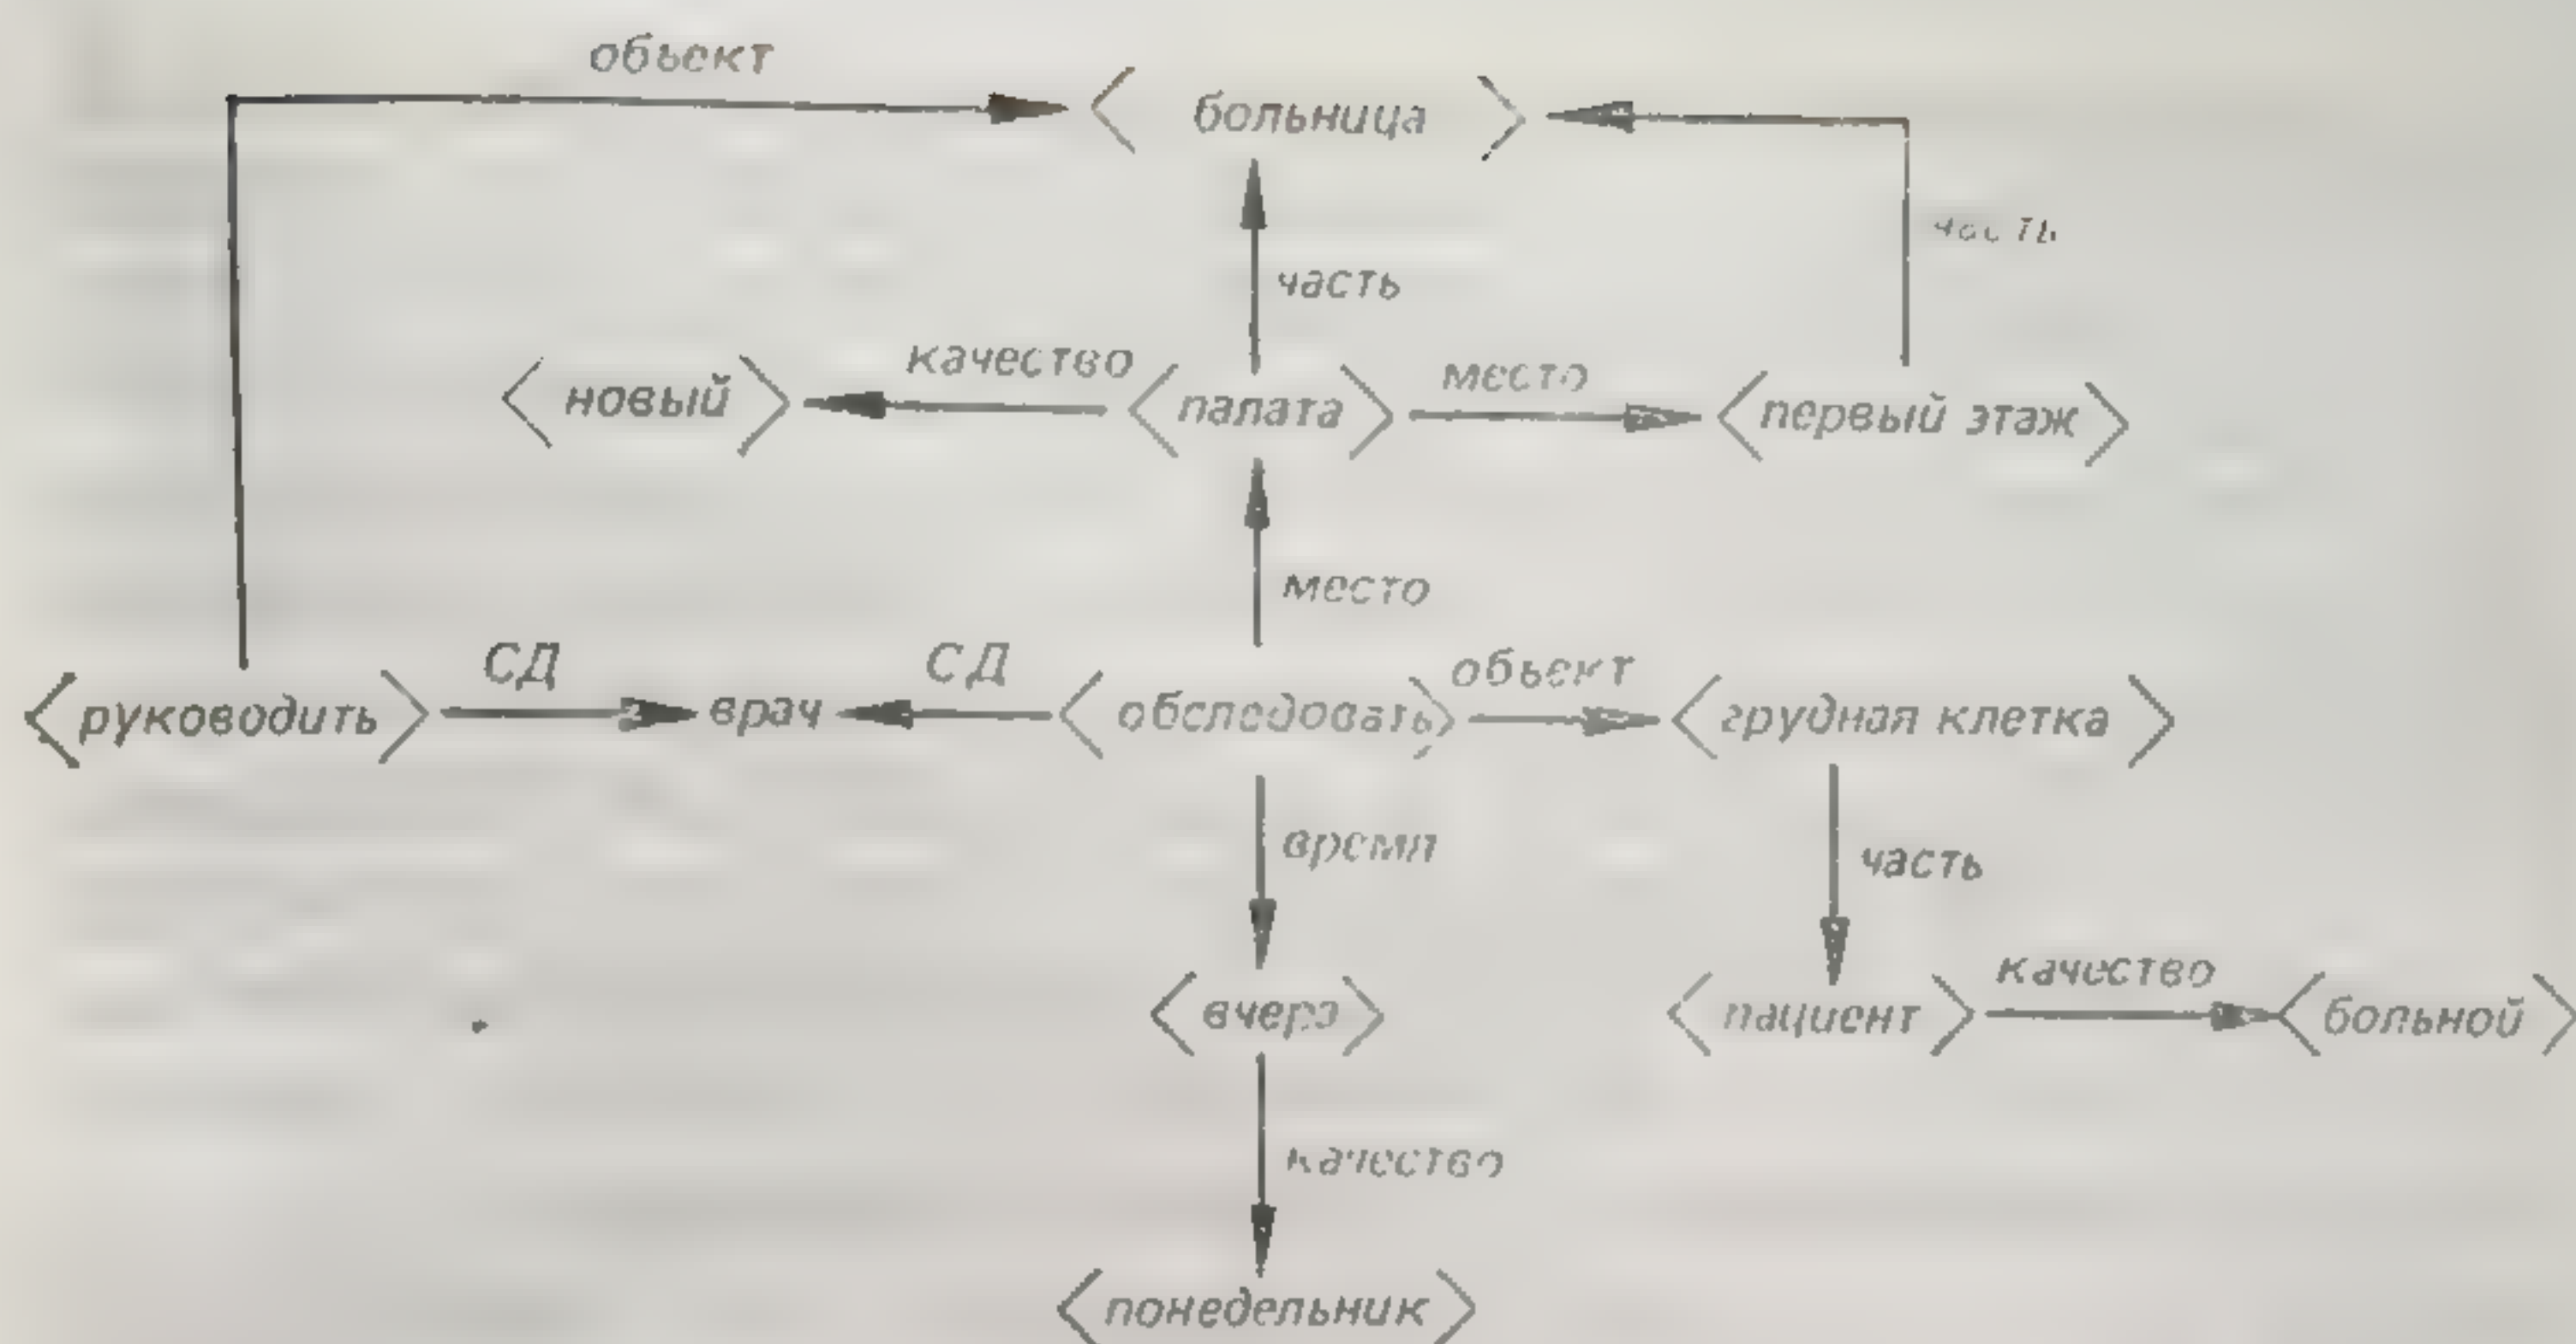 объект
〈 больница 〉
часть
часть
〈 новый 〉 качество 〈 палата 〉 место 〈 первый этаж 〉
место
〈 руководить 〉 СД врач СД 〈 обследовать 〉 объект 〈 грудная клетка 〉
время
часть
〈 вчера 〉 〈 пациент 〉 качество 〈 больной 〉
качество
〈 понедельник 〉